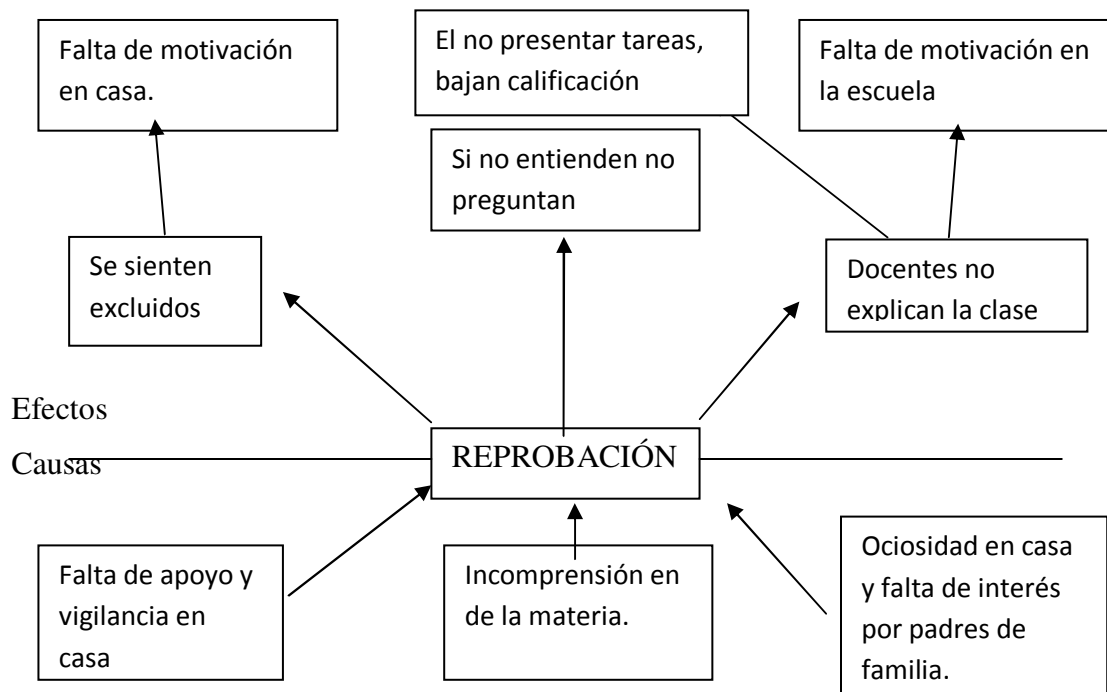 Falta de motivación
en casa.
El no presentar tareas,
bajan calificación
Falta de motivación en
la escuela
Si no entienden no
preguntan
Se sienten
excluidos
Docentes no
explican la clase
Efectos
Causas
REPROBACIÓN
Falta de apoyo y
vigilancia en
casa
Incomprensión en
de la materia.
Ociosidad en casa
y falta de interés
por padres de
familia.